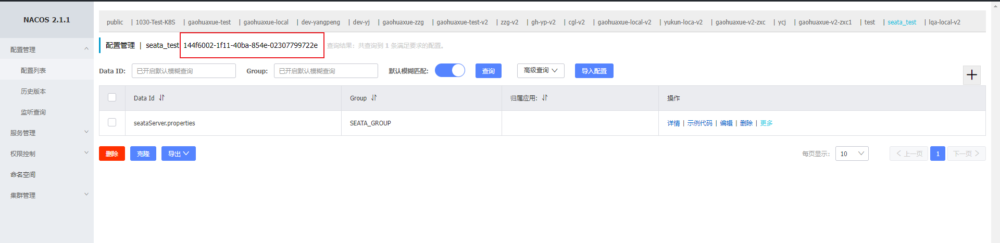 NACOS 2.1.1
public | 1030-Test-K8S | gaohuaxue-test | gaohuaxue-local | dev-yangpeng | dev-yj | gaohuaxue-zzg | gaohuaxue-test-v2 | zzg-v2 | gh-yp-v2 | cgl-v2 | gaohuaxue-local-v2 | yukun-loca-v2 | gaohuaxue-v2-zxc | ycj | gaohuaxue-v2-zxc1 | test | seata_test | lqa-local-v2
配置管理 | seata_test 144f6002-1f11-40ba-854e-02307799722e 查询结果：共查询到 1 条满足要求的配置。
配置管理
配置列表
历史版本
监听查询
服务管理
权限控制
命名空间
集群管理
Data ID: 已开启默认模糊查询 Group: 已开启默认模糊查询 默认模糊匹配: 查询 高级查询 导入配置
Data Id Group 归属应用: 操作
seataServer.properties SEATA_GROUP 详情 | 示例代码 | 编辑 | 删除 | 更多
删除 克隆 导出 每页显示: 10 上一页 1 下一页